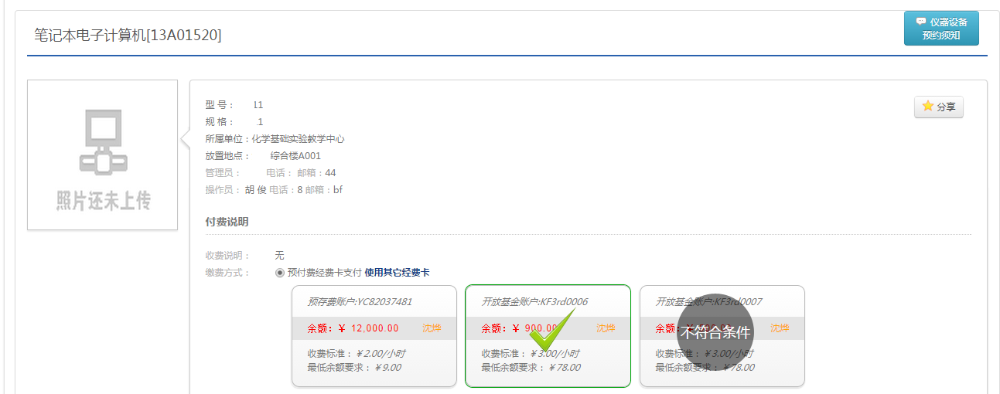 笔记本电子计算机[13A01520]
仪器设备
预约须知
照片还未上传
型 号： 11
规 格： .1
所属单位：化学基础实验教学中心
放置地点： 综合楼A001
管理员： 电话： 邮箱：44
操作员： 胡 俊 电话：8 邮箱：bf
分享
付费说明
收费说明： 无
缴费方式： 预付费经费卡支付 使用其它经费卡
预存费账户:YC82037481
余额：￥ 12,000.00 沈烨
收费标准：￥2.00/小时
最低余额要求：￥9.00
开放基金账户:KF3rd0006
余额：￥ 900.00 沈烨
收费标准：￥3.00/小时
最低余额要求：￥78.00
开放基金账户:KF3rd0007
余额：￥ 沈烨
不符合条件
收费标准：￥3.00/小时
最低余额要求：￥78.00